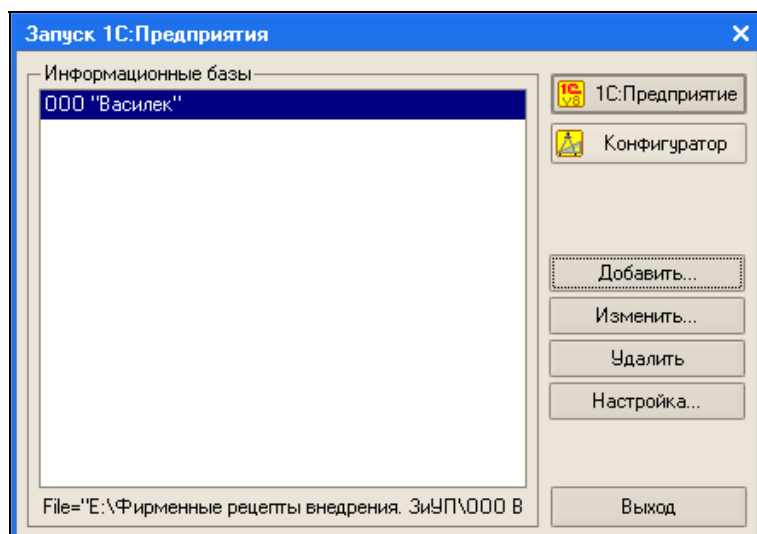 Запуск 1С:Предприятия
Информационные базы
ООО "Василек"
1С:Предприятие
Конфигуратор
Добавить...
Изменить...
Удалить
Настройка...
File="E:\Фирменные рецепты внедрения. ЗиУП\ООО В
Выход